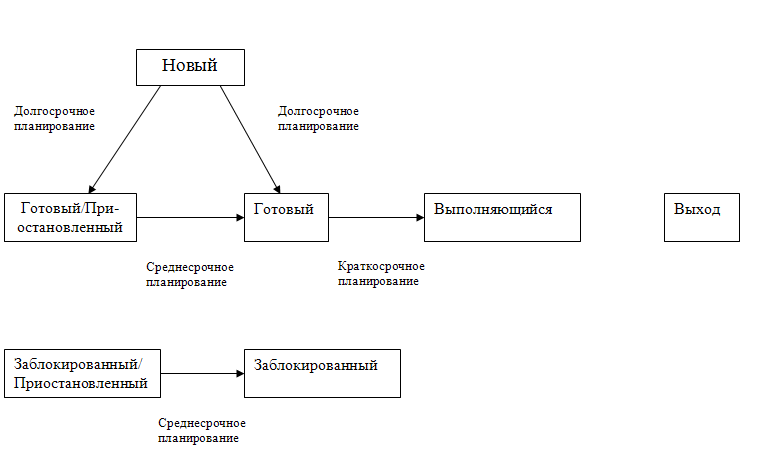 Новый
Долгосрочное
планирование
Долгосрочное
планирование
Готовый/При-
остановленный
Готовый
Выполняющийся
Выход
Среднесрочное
планирование
Краткосрочное
планирование
Заблокированный/
Приостановленный
Заблокированный
Среднесрочное
планирование